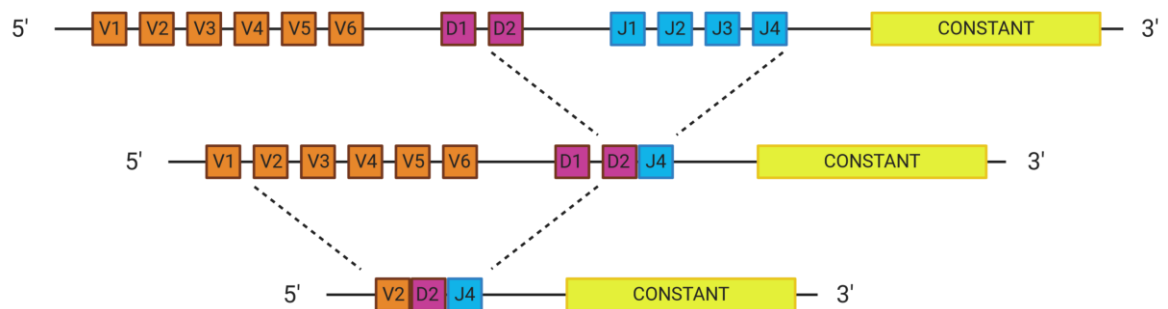 5' V1 V2 V3 V4 V5 V6 D1 D2 J1 J2 J3 J4 CONSTANT 3'
5' V1 V2 V3 V4 V5 V6 D1 D2 J4 CONSTANT 3'
5' V2 D2 J4 CONSTANT 3'